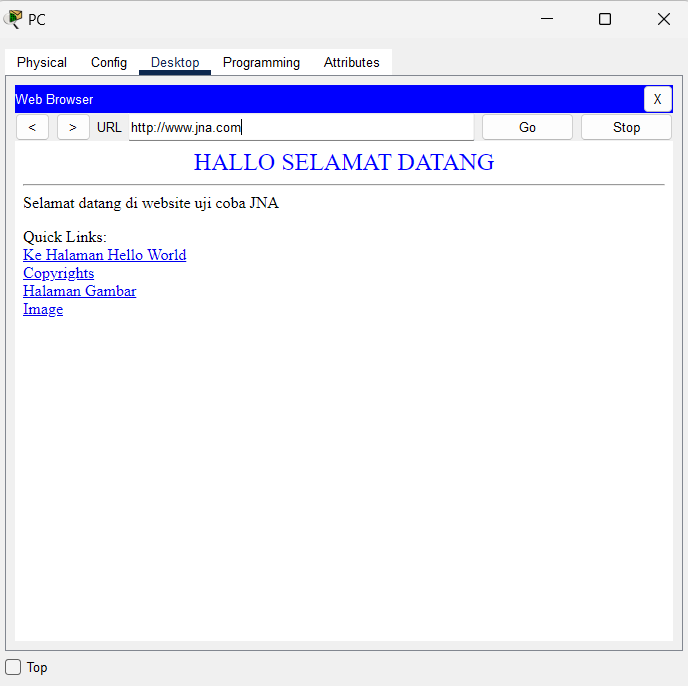 PC
Physical Config Desktop Programming Attributes
Web Browser X
< > URL http://www.jna.com Go Stop
HALLO SELAMAT DATANG
Selamat datang di website uji coba JNA
Quick Links:
Ke Halaman Hello World
Copyrights
Halaman Gambar
Image
Top